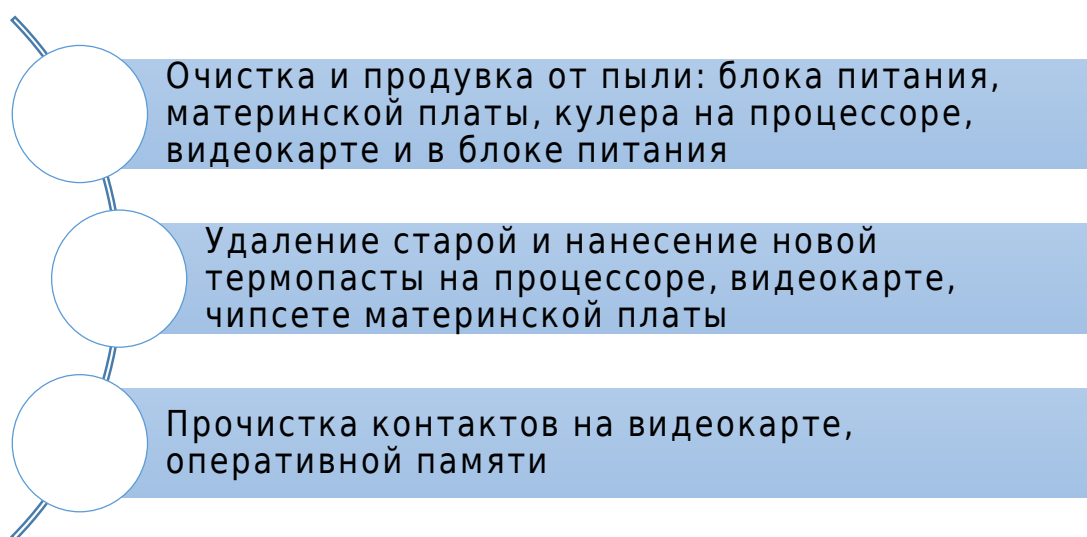 Очистка и продувка от пыли: блока питания,
материнской платы, кулера на процессоре,
видеокарте и в блоке питания
Удаление старой и нанесение новой
термопасты на процессоре, видеокарте,
чипсете материнской платы
Прочистка контактов на видеокарте,
оперативной памяти